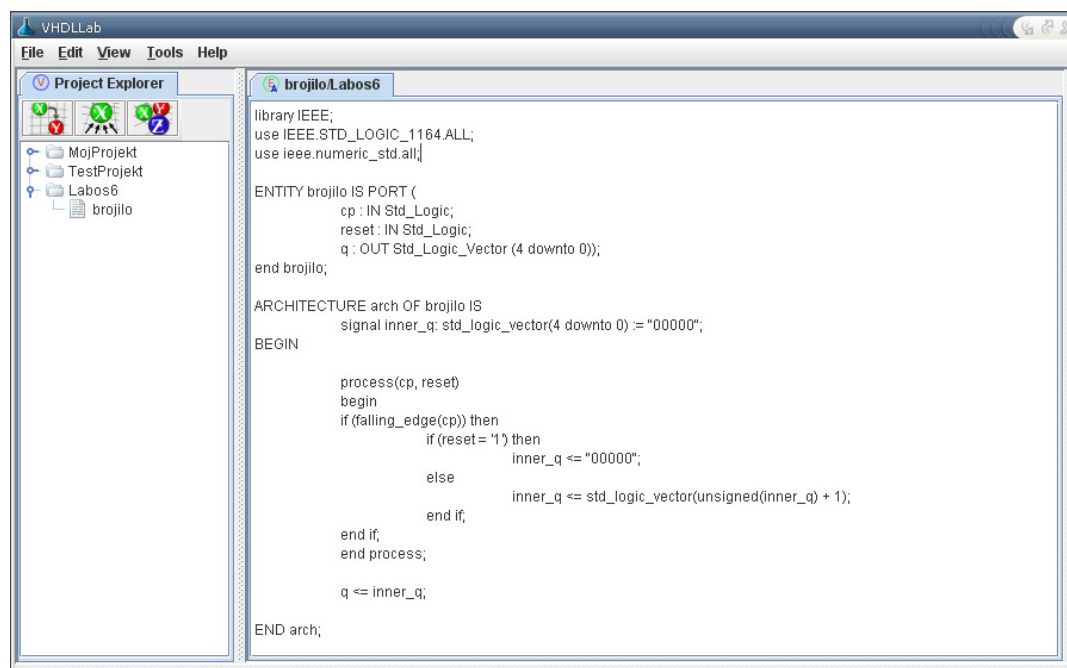 VHDLLab
File Edit View Tools Help
Project Explorer
MojProjekt
TestProjekt
Labos6
brojilo
brojilo/Labos6
library IEEE;
use IEEE.STD_LOGIC_1164.ALL;
use ieee.numeric_std.all;
ENTITY brojilo IS PORT (
cp : IN Std_Logic;
reset : IN Std_Logic;
q : OUT Std_Logic_Vector (4 downto 0));
end brojilo;
ARCHITECTURE arch OF brojilo IS
signal inner_q: std_logic_vector(4 downto 0) := "00000";
BEGIN
process(cp, reset)
begin
if (falling_edge(cp)) then
if (reset = '1') then
inner_q <= "00000";
else
inner_q <= std_logic_vector(unsigned(inner_q) + 1);
end if;
end if;
end process;
q <= inner_q;
END arch;